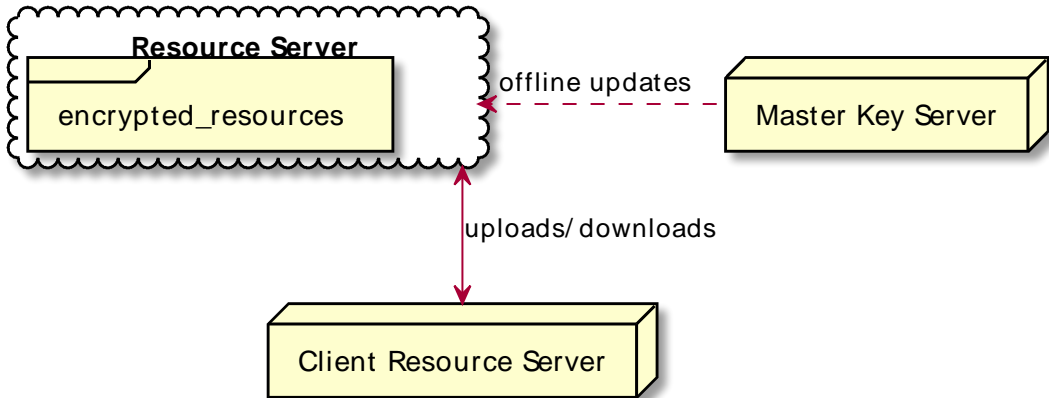 Resource Server
encrypted_resources
offline updates
Master Key Server
uploads/ downloads
Client Resource Server